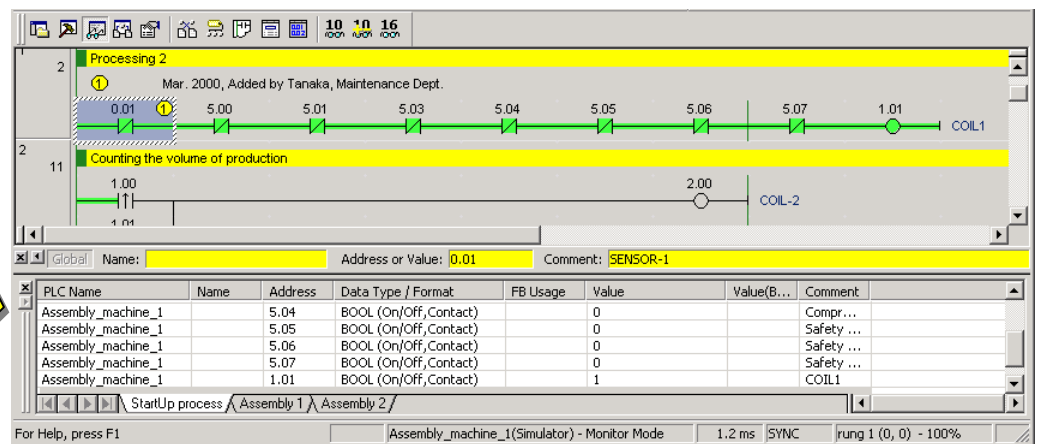 10 10 16
2 Processing 2
1 Mar. 2000, Added by Tanaka, Maintenance Dept.
0.01 1 5.00 5.01 5.03 5.04 5.05 5.06 5.07 1.01
COIL1
2
11 Counting the volume of production
1.00 2.00
COIL-2
1.01
Global Name: Address or Value: 0.01 Comment: SENSOR-1
PLC Name Name Address Data Type / Format FB Usage Value Value(B... Comment
Assembly_machine_1 5.04 BOOL (On/Off,Contact) 0 Compr...
Assembly_machine_1 5.05 BOOL (On/Off,Contact) 0 Safety ...
Assembly_machine_1 5.06 BOOL (On/Off,Contact) 0 Safety ...
Assembly_machine_1 5.07 BOOL (On/Off,Contact) 0 Safety ...
Assembly_machine_1 1.01 BOOL (On/Off,Contact) 1 COIL1
StartUp process Assembly 1 Assembly 2
For Help, press F1 Assembly_machine_1(Simulator) - Monitor Mode 1.2 ms SYNC rung 1 (0, 0) - 100%